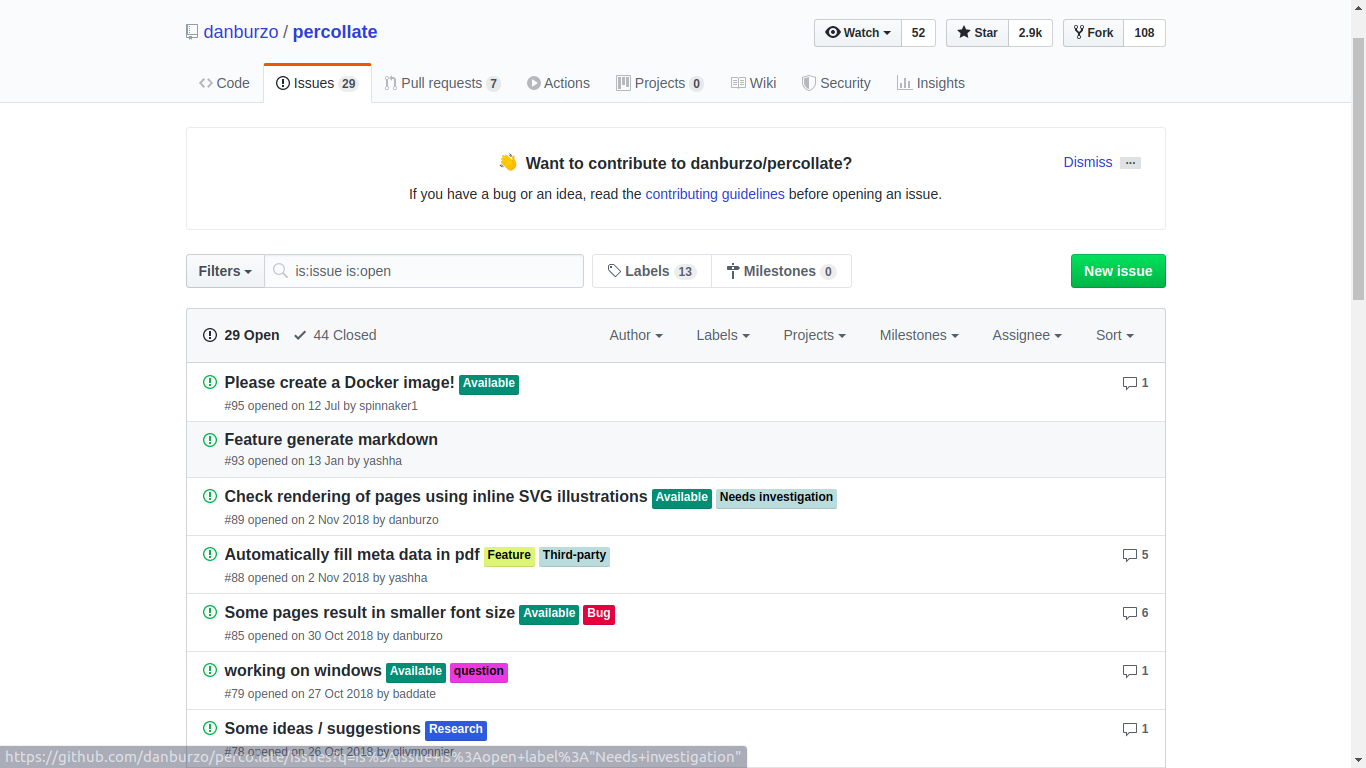 danburzo / percollate
Watch 52 Star 2.9k Fork 108
Code Issues 29 Pull requests 7 Actions Projects 0 Wiki Security Insights
👋 Want to contribute to danburzo/percollate?
Dismiss ...
If you have a bug or an idea, read the contributing guidelines before opening an issue.
Filters is:issue is:open Labels 13 Milestones 0 New issue
29 Open 44 Closed Author Labels Projects Milestones Assignee Sort
Please create a Docker image! Available 1
#95 opened on 12 Jul by spinnaker1
Feature generate markdown
#93 opened on 13 Jan by yashha
Check rendering of pages using inline SVG illustrations Available Needs investigation
#89 opened on 2 Nov 2018 by danburzo
Automatically fill meta data in pdf Feature Third-party 5
#88 opened on 2 Nov 2018 by yashha
Some pages result in smaller font size Available Bug 6
#85 opened on 30 Oct 2018 by danburzo
working on windows Available question 1
#79 opened on 27 Oct 2018 by baddate
Some ideas / suggestions Research 1
#78 opened on 26 Oct 2018 by olivmonnier
https://github.com/danburzo/percollate/issues?q=is%3Aissue+is%3Aopen+label%3A"Needs+investigation"